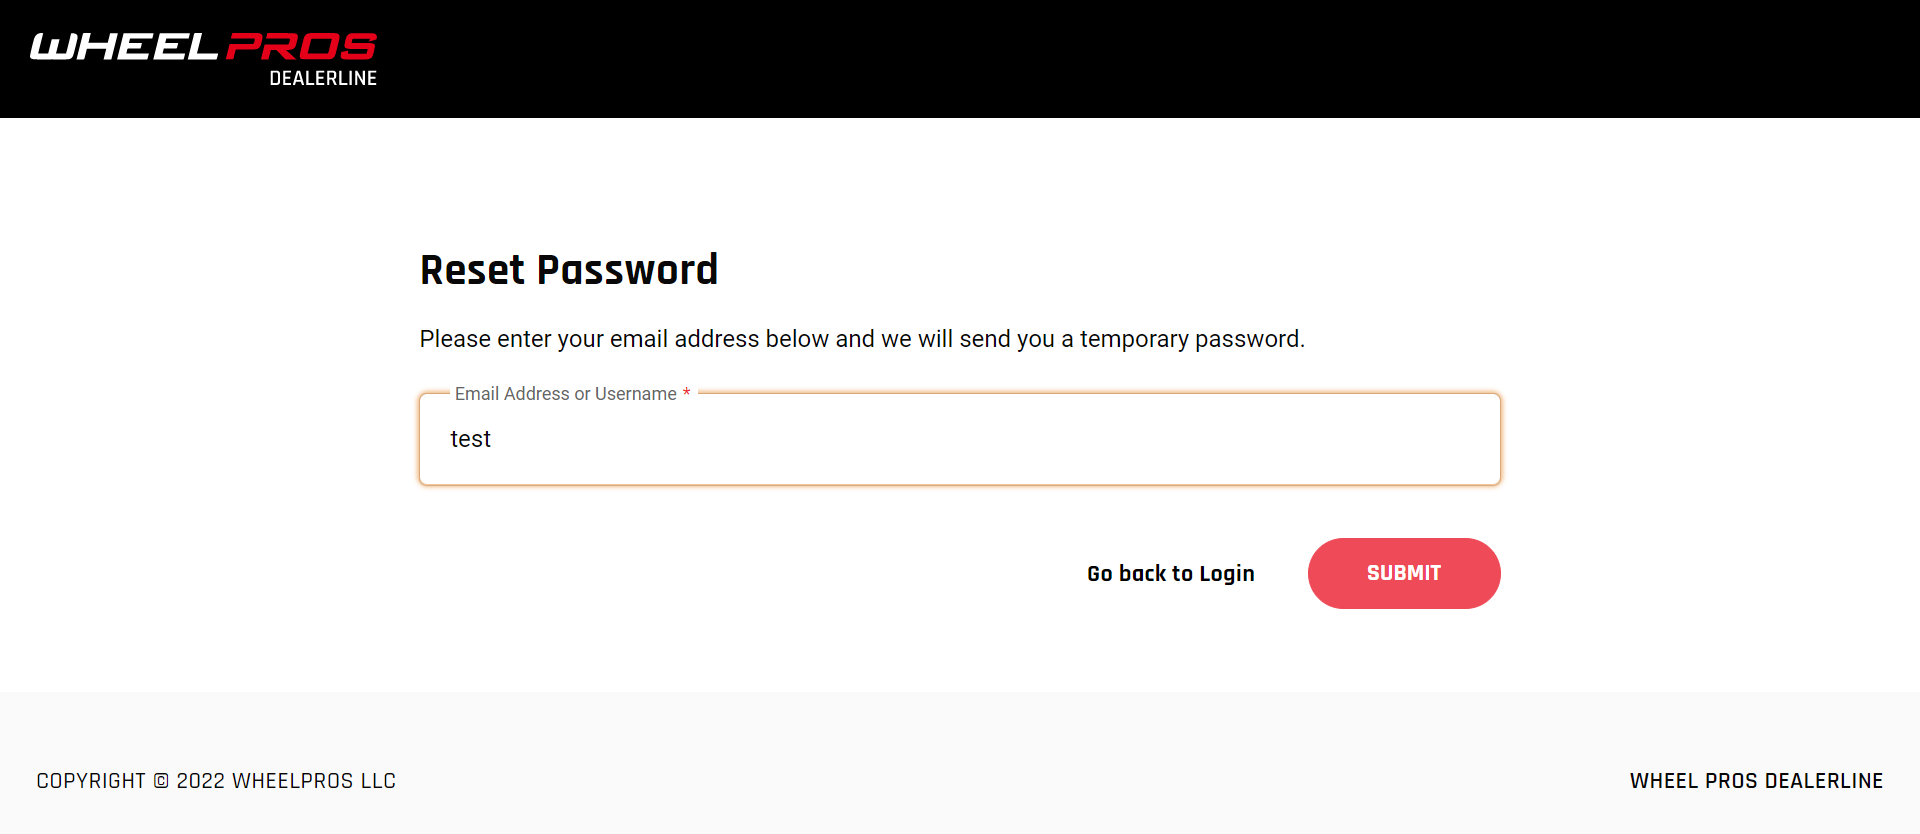 WHEEL PROS
DEALERLINE
Reset Password
Please enter your email address below and we will send you a temporary password.
Email Address or Username *
test
Go back to Login
SUBMIT
COPYRIGHT © 2022 WHEELPROS LLC
WHEEL PROS DEALERLINE